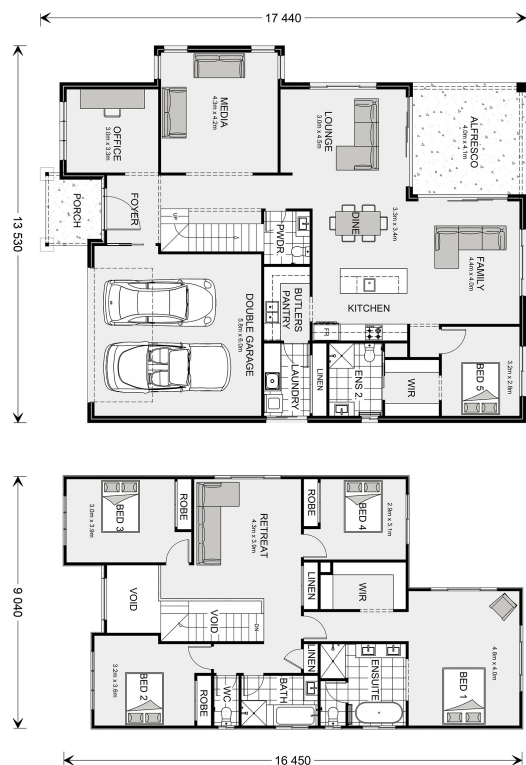 17 440
13 530
MEDIA
4.3m x 4.2m
OFFICE
3.0m x 3.3m
LOUNGE
3.0m x 4.5m
ALFRESCO
4.0m x 4.1m
PORCH
FOYER
UP
PWDR
DINE
3.3m x 3.4m
FAMILY
4.4m x 4.0m
DOUBLE GARAGE
5.8m x 6.0m
BUTLERS
PANTRY
KITCHEN
FR
LAUNDRY
LINEN
ENS 2
WIR
BED 5
3.2m x 2.8m
9 040
BED 3
3.0m x 3.9m
ROBE
RETREAT
4.3m x 3.9m
ROBE
BED 4
2.9m x 3.1m
VOID
VOID
DN
LINEN
WIR
LINEN
BED 2
3.2m x 3.6m
ROBE
WC
BATH
ENSUITE
BED 1
4.8m x 4.0m
16 450